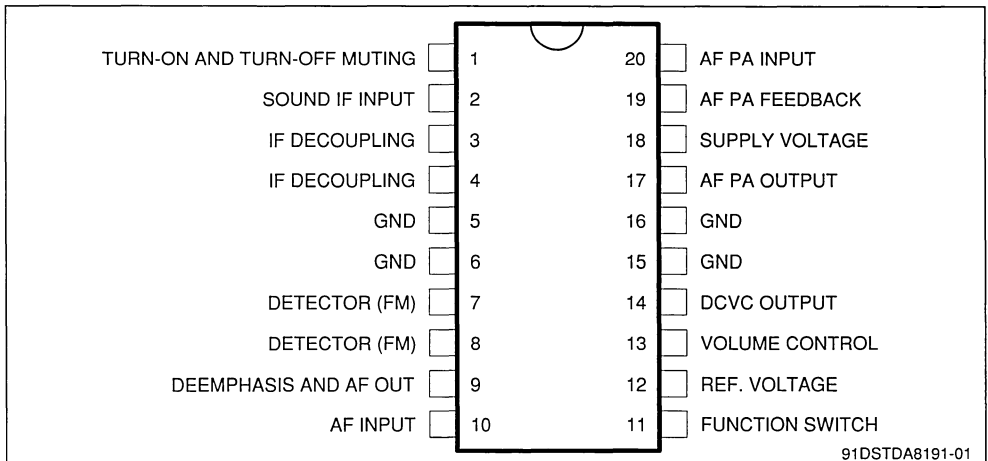 TURN-ON AND TURN-OFF MUTING 1 20 AF PA INPUT
SOUND IF INPUT 2 19 AF PA FEEDBACK
IF DECOUPLING 3 18 SUPPLY VOLTAGE
IF DECOUPLING 4 17 AF PA OUTPUT
GND 5 16 GND
GND 6 15 GND
DETECTOR (FM) 7 14 DCVC OUTPUT
DETECTOR (FM) 8 13 VOLUME CONTROL
DEEMPHASIS AND AF OUT 9 12 REF. VOLTAGE
AF INPUT 10 11 FUNCTION SWITCH
91DSTDA8191-01